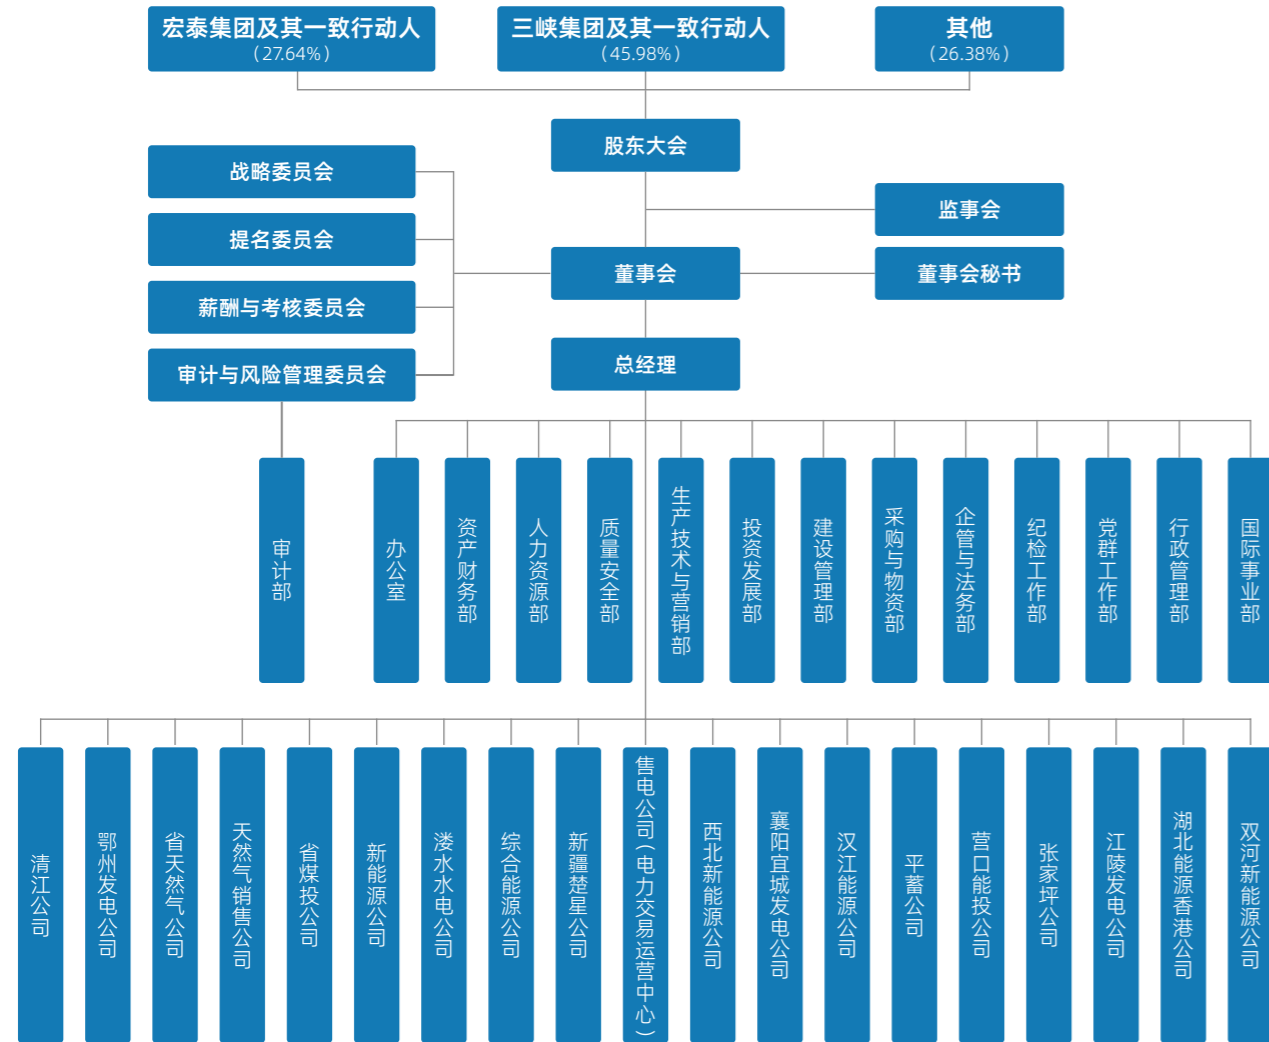 宏泰集团及其一致行动人
（27.64%）
三峡集团及其一致行动人
（45.98%）
其他
（26.38%）
股东大会
战略委员会
监事会
提名委员会
董事会
董事会秘书
薪酬与考核委员会
总经理
审计与风险管理委员会
审计部
办公室
资产财务部
人力资源部
质量安全部
生产技术与营销部
投资发展部
建设管理部
采购与物资部
企管与法务部
纪检工作部
党群工作部
行政管理部
国际事业部
清江公司
鄂州发电公司
省天然气公司
天然气销售公司
省煤投公司
新能源公司
溇水水电公司
综合能源公司
新疆楚星公司
售电公司（电力交易运营中心）
西北新能源公司
襄阳宜城发电公司
汉江能源公司
平蓄公司
营口能投公司
张家坪公司
江陵发电公司
湖北能源香港公司
双河新能源公司